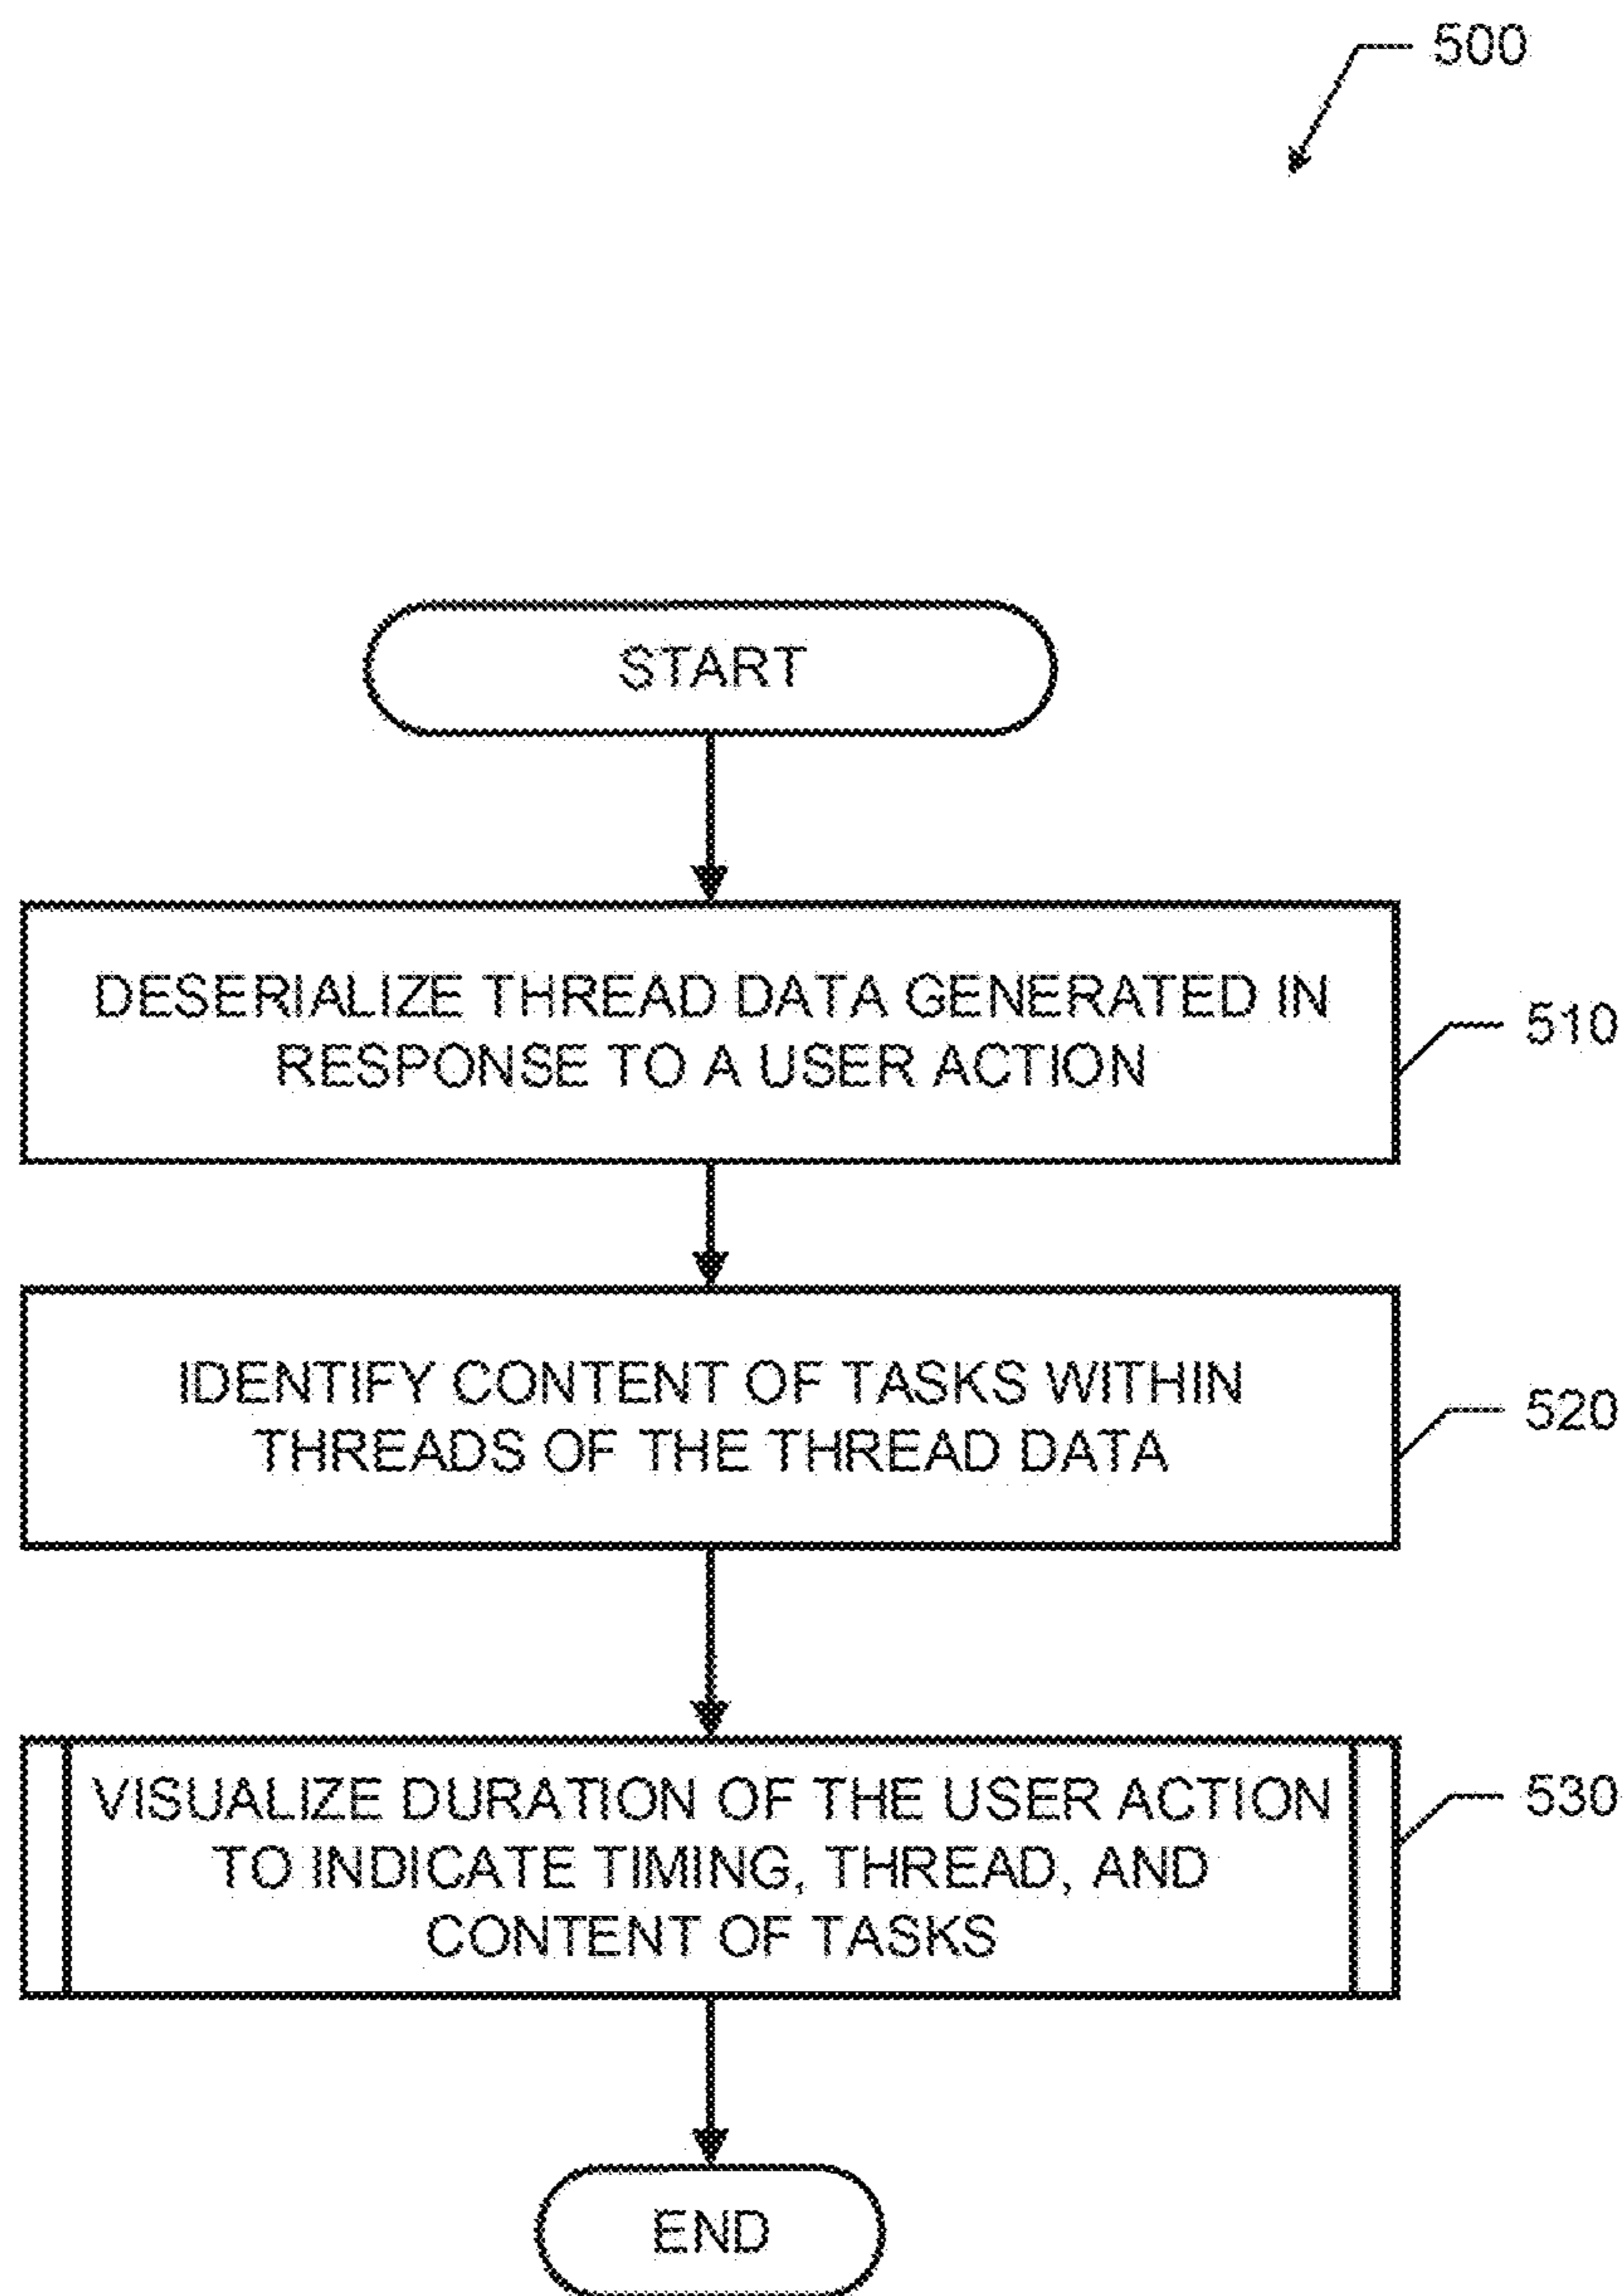 500
START
DESERIALIZE THREAD DATA GENERATED IN
RESPONSE TO A USER ACTION
510
IDENTIFY CONTENT OF TASKS WITHIN
THREADS OF THE THREAD DATA
520
VISUALIZE DURATION OF THE USER ACTION
TO INDICATE TIMING, THREAD, AND
CONTENT OF TASKS
530
END